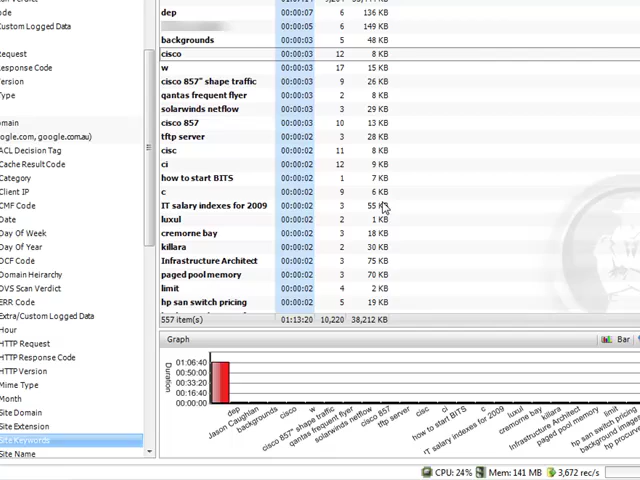 ode
dep 00:00:07 6 136 KB
Custom Logged Data
00:00:05 6 149 KB
backgrounds 00:00:03 5 48 KB
Request
cisco 00:00:03 12 8 KB
esponse Code
w 00:00:03 17 15 KB
Version
cisco 857" shape traffic 00:00:03 9 26 KB
Type
qantas frequent flyer 00:00:03 2 8 KB
solarwinds netflow 00:00:03 3 29 KB
omain
cisco 857 00:00:03 10 13 KB
ogle.com, google.com.au)
tftp server 00:00:02 3 28 KB
ACL Decision Tag
cisc 00:00:02 11 8 KB
Cache Result Code
ci 00:00:02 12 9 KB
Category
how to start BITS 00:00:02 1 7 KB
Client IP
c 00:00:02 9 6 KB
CMF Code
IT salary indexes for 2009 00:00:02 3 55 KB
Date
luxul 00:00:02 2 1 KB
Day Of Week
cremorne bay 00:00:02 3 18 KB
Day Of Year
killara 00:00:02 2 30 KB
DCF Code
Infrastructure Architect 00:00:02 3 75 KB
Domain Heirarchy
paged pool memory 00:00:02 3 70 KB
DVS Scan Verdict
limit 00:00:02 4 2 KB
ERR Code
hp san switch pricing 00:00:02 5 19 KB
Extra/Custom Logged Data
557 item(s) 01:13:20 10,220 38,212 KB
Hour
HTTP Request
Graph Bar
HTTP Response Code
HTTP Version
Mime Type
Month
Site Domain
Site Extension
Site Keywords
Site Name
Duration
01:06:40
00:50:00
00:33:20
00:16:40
00:00:00
dep
Jason Caughlan
backgrounds
cisco
w
cisco 857" shape traffic
qantas frequent flyer
solarwinds netflow
cisco 857
tftp server
cisc
ci
how to start BITS
c
IT salary indexes for 2009
luxul
cremorne bay
killara
Infrastructure Architect
paged pool memory
limit
hp san switch pricing
background images
hp procurve
CPU: 24% Mem: 141 MB 3,672 rec/s